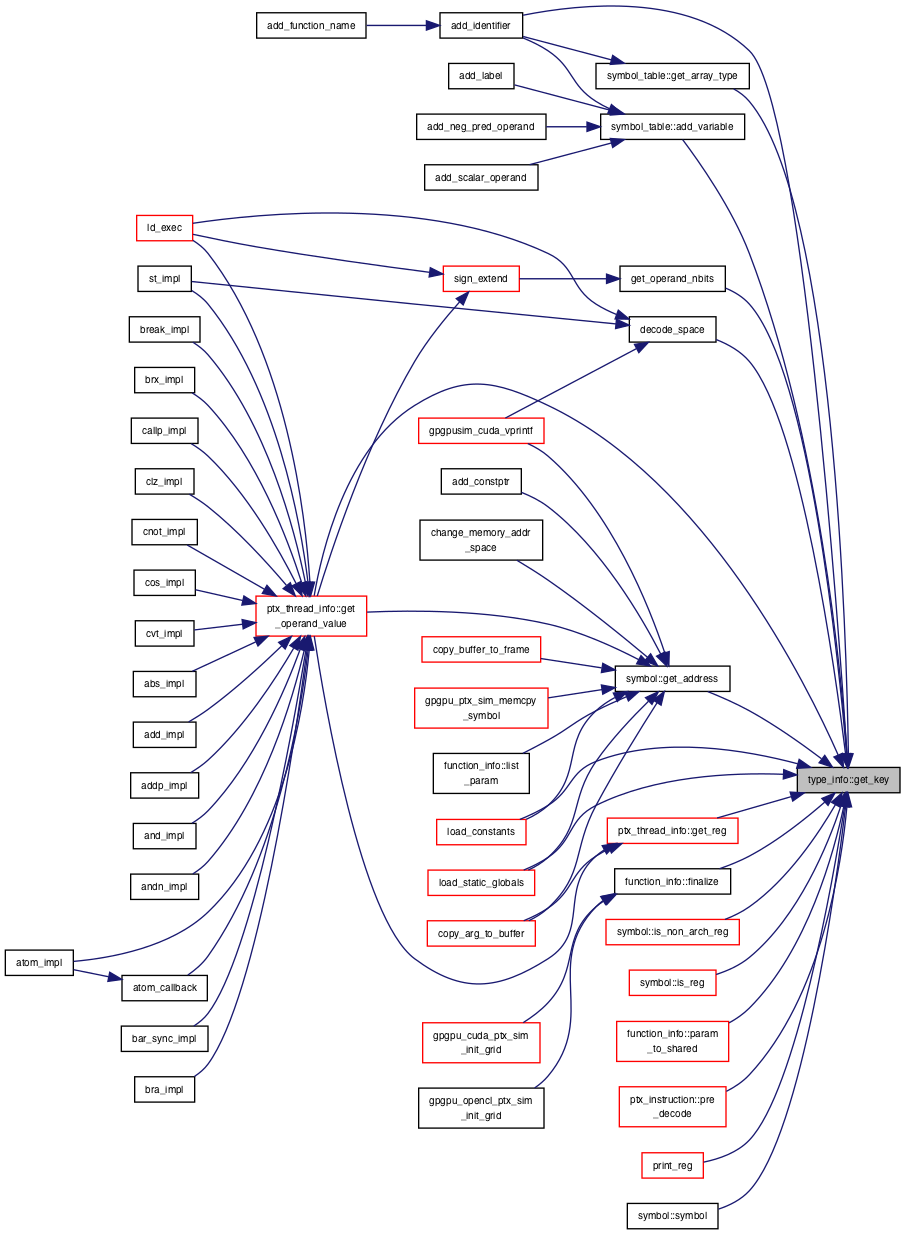 add_function_name
add_identifier
add_label
symbol_table::get_array_type
add_neg_pred_operand
symbol_table::add_variable
add_scalar_operand
ld_exec
st_impl
sign_extend
get_operand_nbits
break_impl
decode_space
brx_impl
callp_impl
gpgpusim_cuda_vprintf
clz_impl
add_constptr
cnot_impl
change_memory_addr
_space
cos_impl
ptx_thread_info::get
_operand_value
cvt_impl
copy_buffer_to_frame
abs_impl
symbol::get_address
gpgpu_ptx_sim_memcpy
_symbol
add_impl
function_info::list
_param
addp_impl
type_info::get_key
and_impl
load_constants
ptx_thread_info::get_reg
andn_impl
load_static_globals
function_info::finalize
copy_arg_to_buffer
symbol::is_non_arch_reg
atom_impl
atom_callback
symbol::is_reg
bar_sync_impl
gpgpu_cuda_ptx_sim
_init_grid
function_info::param
_to_shared
bra_impl
gpgpu_opencl_ptx_sim
_init_grid
ptx_instruction::pre
_decode
print_reg
symbol::symbol